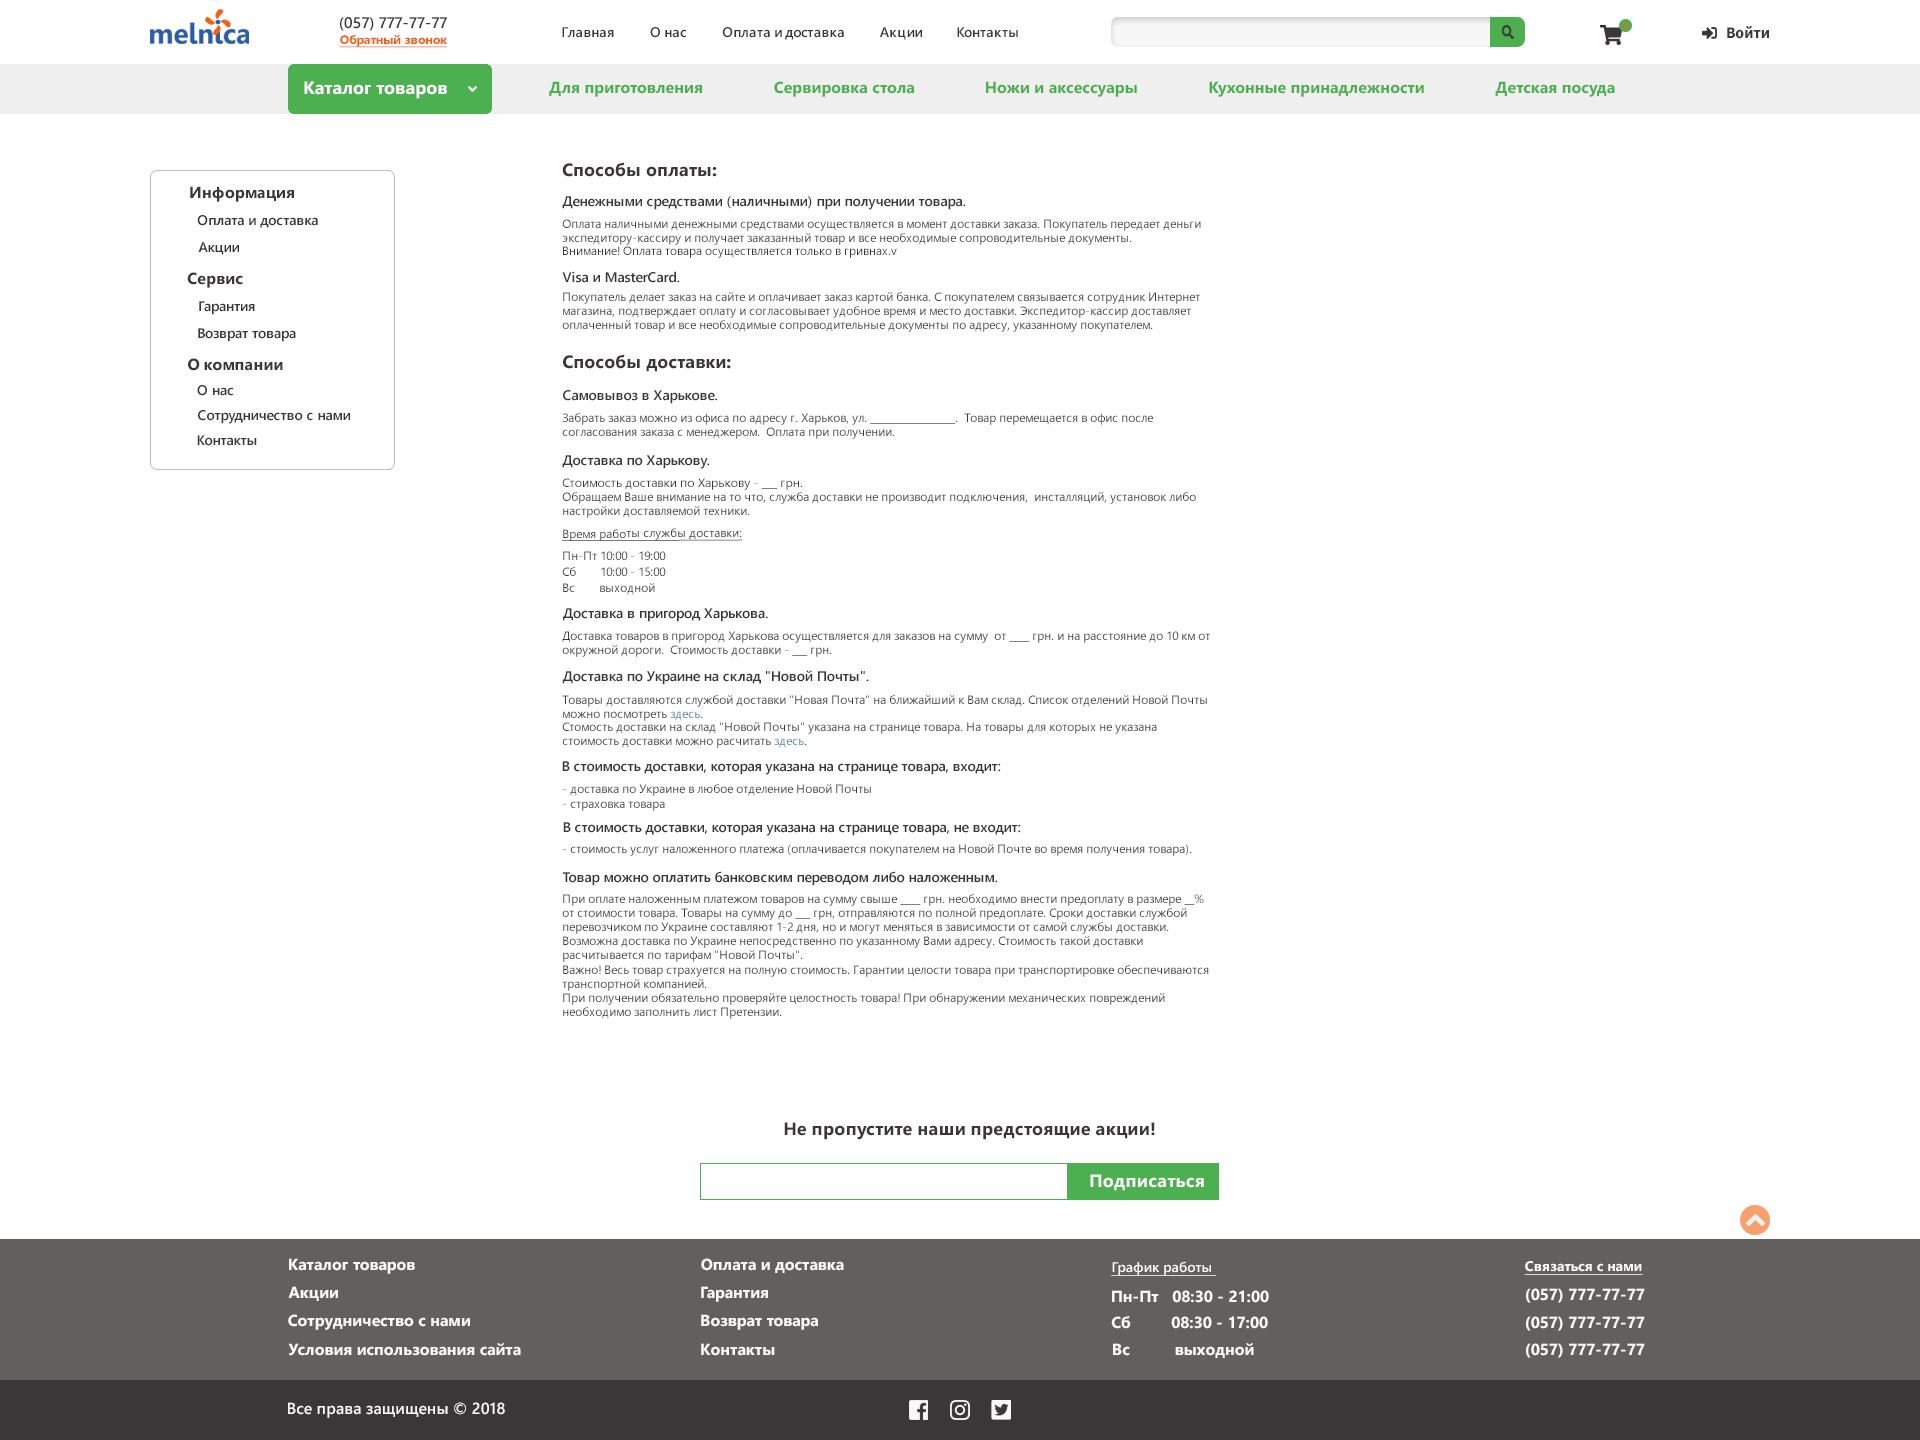 melnica
(057) 777-77-77
Обратный звонок
Главная О нас Оплата и доставка Акции Контакты
Войти
Каталог товаров Для приготовления Сервировка стола Ножи и аксессуары Кухонные принадлежности Детская посуда
Информация
Оплата и доставка
Акции
Сервис
Гарантия
Возврат товара
О компании
О нас
Сотрудничество с нами
Контакты
Способы оплаты:
Денежными средствами (наличными) при получении товара.
Оплата наличными денежными средствами осуществляется в момент доставки заказа. Покупатель передает деньги
экспедитору-кассиру и получает заказанный товар и все необходимые сопроводительные документы.
Внимание! Оплата товара осуществляется только в гривнах.v
Visa и MasterCard.
Покупатель делает заказ на сайте и оплачивает заказ картой банка. С покупателем связывается сотрудник Интернет
магазина, подтверждает оплату и согласовывает удобное время и место доставки. Экспедитор-кассир доставляет
оплаченный товар и все необходимые сопроводительные документы по адресу, указанному покупателем.
Способы доставки:
Самовывоз в Харькове.
Забрать заказ можно из офиса по адресу г. Харьков, ул. _________________. Товар перемещается в офис после
согласования заказа с менеджером. Оплата при получении.
Доставка по Харькову.
Стоимость доставки по Харькову - ___ грн.
Обращаем Ваше внимание на то что, служба доставки не производит подключения, инсталляций, установок либо
настройки доставляемой техники.
Время работы службы доставки:
Пн-Пт 10:00 - 19:00
Сб 10:00 - 15:00
Вс выходной
Доставка в пригород Харькова.
Доставка товаров в пригород Харькова осуществляется для заказов на сумму от ____ грн. и на расстояние до 10 км от
окружной дороги. Стоимость доставки - ___ грн.
Доставка по Украине на склад "Новой Почты".
Товары доставляются службой доставки "Новая Почта" на ближайший к Вам склад. Список отделений Новой Почты
можно посмотреть здесь.
Стомость доставки на склад "Новой Почты" указана на странице товара. На товары для которых не указана
стоимость доставки можно расчитать здесь.
В стоимость доставки, которая указана на странице товара, входит:
- доставка по Украине в любое отделение Новой Почты
- страховка товара
В стоимость доставки, которая указана на странице товара, не входит:
- стоимость услуг наложенного платежа (оплачивается покупателем на Новой Почте во время получения товара).
Товар можно оплатить банковским переводом либо наложенным.
При оплате наложенным платежом товаров на сумму свыше ____ грн. необходимо внести предоплату в размере __%
от стоимости товара. Товары на сумму до ___ грн, отправляются по полной предоплате. Сроки доставки службой
перевозчиком по Украине составляют 1-2 дня, но и могут меняться в зависимости от самой службы доставки.
Возможна доставка по Украине непосредственно по указанному Вами адресу. Стоимость такой доставки
расчитывается по тарифам "Новой Почты".
Важно! Весь товар страхуется на полную стоимость. Гарантии целости товара при транспортировке обеспечиваются
транспортной компанией.
При получении обязательно проверяйте целостность товара! При обнаружении механических повреждений
необходимо заполнить лист Претензии.
Не пропустите наши предстоящие акции!
Подписаться
Каталог товаров
Акции
Сотрудничество с нами
Условия использования сайта
Оплата и доставка
Гарантия
Возврат товара
Контакты
График работы
Пн-Пт 08:30 - 21:00
Сб 08:30 - 17:00
Вс выходной
Связаться с нами
(057) 777-77-77
(057) 777-77-77
(057) 777-77-77
Все права защищены © 2018